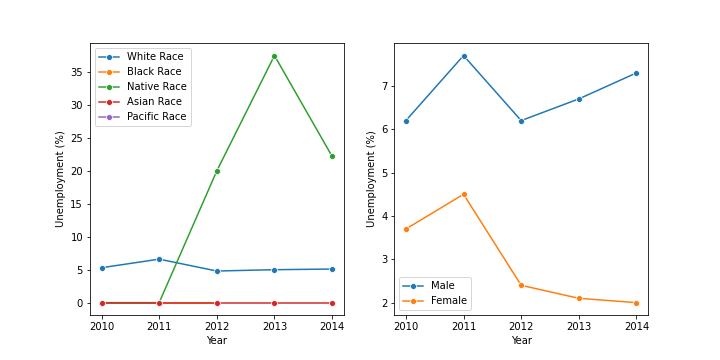 Unemployment (%)
35
30
25
20
15
10
5
0
White Race
Black Race
Native Race
Asian Race
Pacific Race
2010 2011 2012 2013 2014
Year
Unemployment (%)
7
6
5
4
3
2
Male
Female
2010 2011 2012 2013 2014
Year